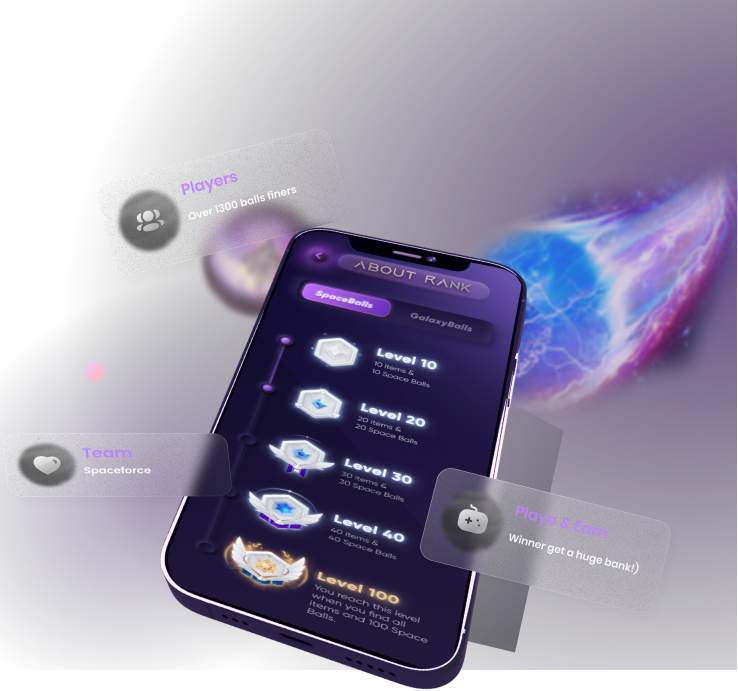 Players
Over 1300 balls finers
ABOUT RANK
SpaceBalls
GalaxyBalls
Level 10
10 Items &
10 Space Balls
Level 20
20 Items &
20 Space Balls
Team
Spaceforce
Level 30
30 Items &
30 Space Balls
Level 40
40 Items &
40 Space Balls
Playe & Earn
Winner get a huge bank!)
Level 100
You reach this level
when you find all
items and 100 Space
Balls.